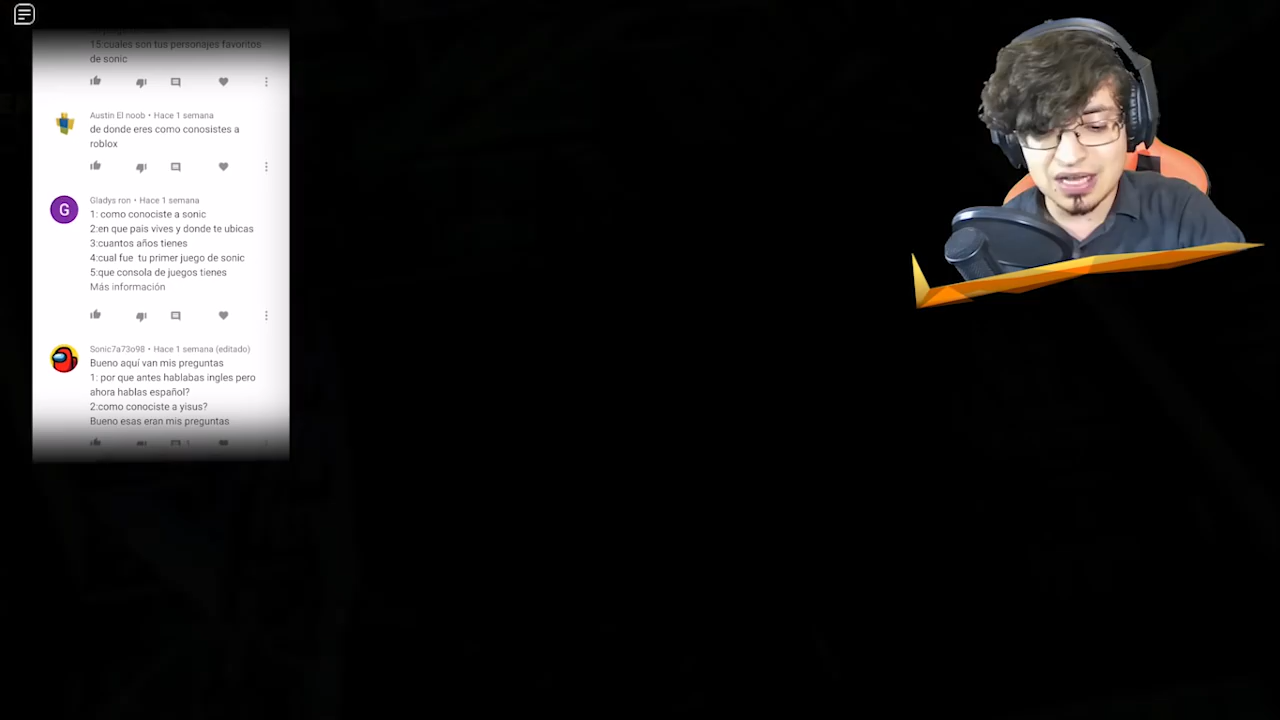 15:cuales son tus personajes favoritos
de sonic
Austin El noob • Hace 1 semana
de donde eres como conosistes a
roblox
G
Gladys ron • Hace 1 semana
1: como conociste a sonic
2:en que pais vives y donde te ubicas
3:cuantos años tienes
4:cual fue tu primer juego de sonic
5:que consola de juegos tienes
Más información
Sonic7a73o98 • Hace 1 semana (editado)
Bueno aquí van mis preguntas
1: por que antes hablabas ingles pero
ahora hablas español?
2:como conociste a yisus?
Bueno esas eran mis preguntas
1